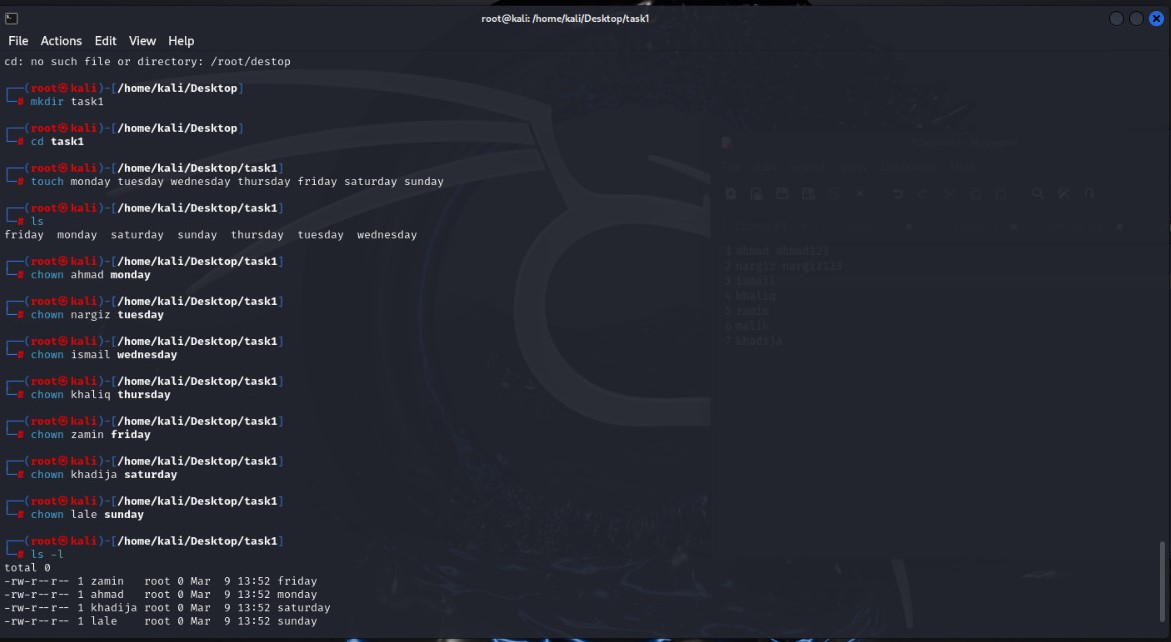 root@kali: /home/kali/Desktop/task1
File Actions Edit View Help
cd: no such file or directory: /root/destop
┌──(root㉿kali)-[/home/kali/Desktop]
└─# mkdir task1
┌──(root㉿kali)-[/home/kali/Desktop]
└─# cd task1
┌──(root㉿kali)-[/home/kali/Desktop/task1]
└─# touch monday tuesday wednesday thursday friday saturday sunday
┌──(root㉿kali)-[/home/kali/Desktop/task1]
└─# ls
friday  monday  saturday  sunday  thursday  tuesday  wednesday
┌──(root㉿kali)-[/home/kali/Desktop/task1]
└─# chown ahmad monday
┌──(root㉿kali)-[/home/kali/Desktop/task1]
└─# chown nargiz tuesday
┌──(root㉿kali)-[/home/kali/Desktop/task1]
└─# chown ismail wednesday
┌──(root㉿kali)-[/home/kali/Desktop/task1]
└─# chown khaliq thursday
┌──(root㉿kali)-[/home/kali/Desktop/task1]
└─# chown zamin friday
┌──(root㉿kali)-[/home/kali/Desktop/task1]
└─# chown khadija saturday
┌──(root㉿kali)-[/home/kali/Desktop/task1]
└─# chown lale sunday
┌──(root㉿kali)-[/home/kali/Desktop/task1]
└─# ls -l
total 0
-rw-r--r-- 1 zamin   root 0 Mar  9 13:52 friday
-rw-r--r-- 1 ahmad   root 0 Mar  9 13:52 monday
-rw-r--r-- 1 khadija root 0 Mar  9 13:52 saturday
-rw-r--r-- 1 lale    root 0 Mar  9 13:52 sunday
1 ahmad ahmad123
2 nargiz nargiz123
3 ismail
4 khaliq
5 zamin
6 malik
7 khadija